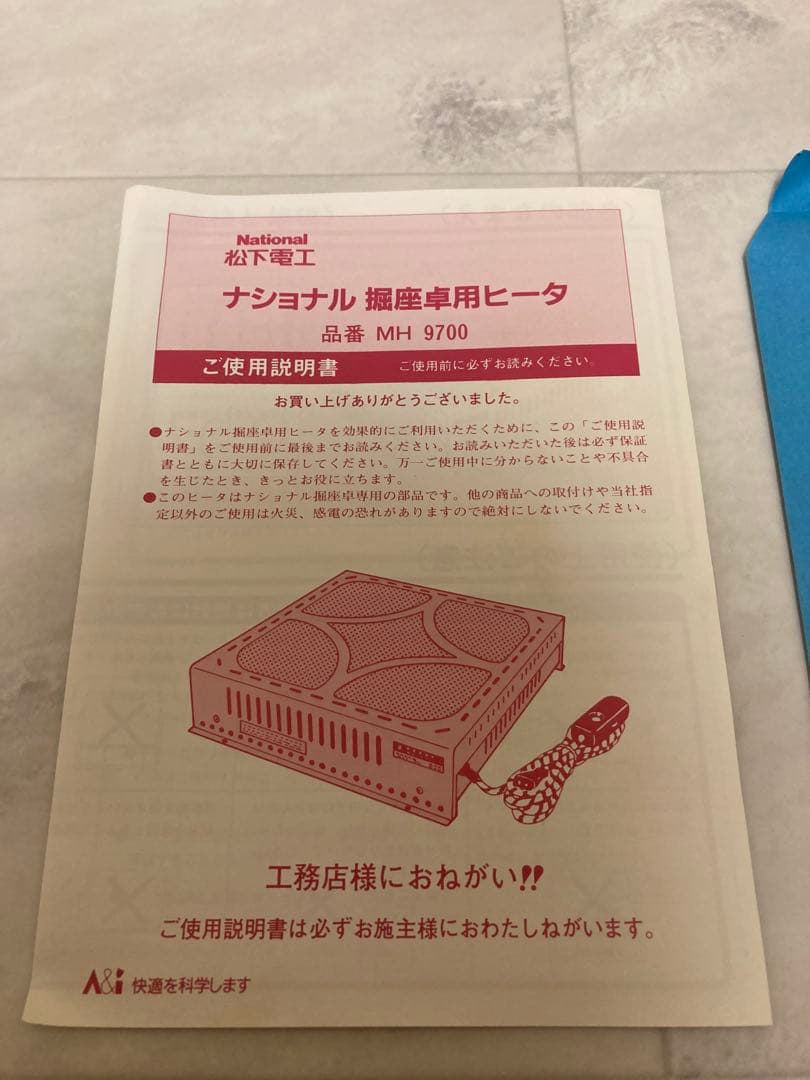 National
松下電工
ナショナル 掘座卓用ヒータ
品番 MH 9700
ご使用説明書 ご使用前に必ずお読みください。
お買い上げありがとうございました。
●ナショナル掘座卓用ヒータを効果的にご利用いただくために、この「ご使用説
明書」をご使用前に最後までお読みください。お読みいただいた後は必ず保証
書とともに大切に保存してください。万一ご使用中に分からないことや不具合
を生じたとき、きっとお役に立ちます。
●このヒータはナショナル掘座卓専用の部品です。他の商品への取付けや当社指
定以外のご使用は火災、感電の恐れがありますので絶対にしないでください。
工務店様におねがい!!
ご使用説明書は必ずお施主様におわたしねがいます。
A&i 快適を科学します